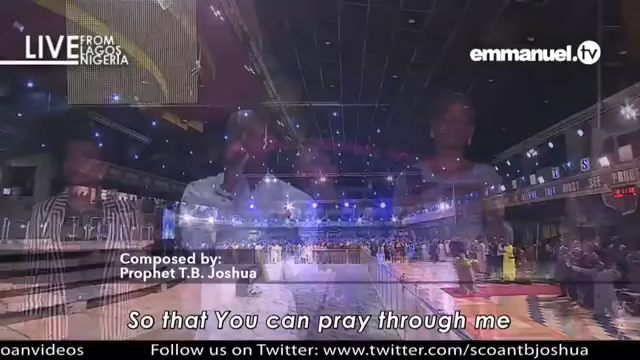 LIVE FROM
LAGOS
NIGERIA
emmanuel.tv
Composed by:
Prophet T.B. Joshua
So that You can pray through me
oanvideos Follow us on Twitter: www.twitter.com/scoantbjoshua